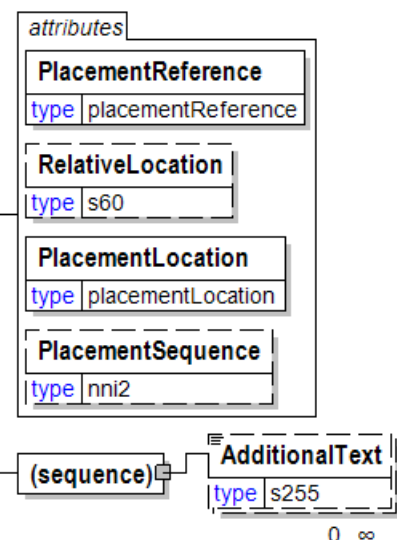 attributes
PlacementReference
type placementReference
RelativeLocation
type s60
PlacementLocation
type placementLocation
PlacementSequence
type nni2
(sequence)
AdditionalText
type s255
0 ∞